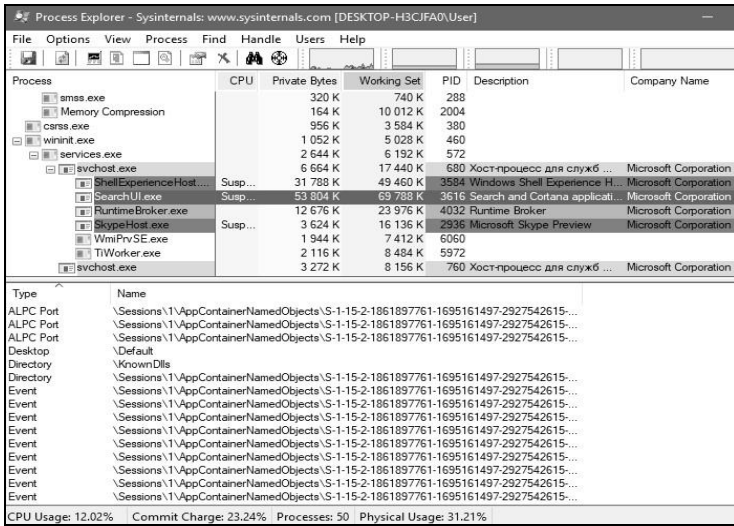 Process Explorer - Sysinternals: www.sysinternals.com [DESKTOP-H3CJFA0\User]
File Options View Process Find Handle Users Help
Process CPU Private Bytes Working Set PID Description Company Name
smss.exe 320 K 740 K 288
Memory Compression 164 K 10 012 K 2004
csrss.exe 956 K 3 584 K 380
wininit.exe 1 052 K 5 028 K 460
services.exe 2 644 K 6 192 K 572
svchost.exe 6 664 K 17 440 K 680 Хост-процесс для служб ... Microsoft Corporation
ShellExperienceHost.... Susp... 31 788 K 49 460 K 3584 Windows Shell Experience H... Microsoft Corporation
SearchUI.exe Susp... 53 804 K 69 788 K 3616 Search and Cortana applicati... Microsoft Corporation
RuntimeBroker.exe 12 676 K 23 976 K 4032 Runtime Broker Microsoft Corporation
SkypeHost.exe Susp... 3 624 K 16 136 K 2936 Microsoft Skype Preview Microsoft Corporation
WmiPrvSE.exe 1 944 K 7 412 K 6060
TiWorker.exe 2 116 K 8 484 K 5972
svchost.exe 3 272 K 8 156 K 760 Хост-процесс для служб ... Microsoft Corporation
Type Name
ALPC Port \Sessions\1\AppContainerNamedObjects\S-1-15-2-1861897761-1695161497-2927542615-...
ALPC Port \Sessions\1\AppContainerNamedObjects\S-1-15-2-1861897761-1695161497-2927542615-...
ALPC Port \Sessions\1\AppContainerNamedObjects\S-1-15-2-1861897761-1695161497-2927542615-...
Desktop \Default
Directory \KnownDlls
Directory \Sessions\1\AppContainerNamedObjects\S-1-15-2-1861897761-1695161497-2927542615-...
Event \Sessions\1\AppContainerNamedObjects\S-1-15-2-1861897761-1695161497-2927542615-...
Event \Sessions\1\AppContainerNamedObjects\S-1-15-2-1861897761-1695161497-2927542615-...
Event \Sessions\1\AppContainerNamedObjects\S-1-15-2-1861897761-1695161497-2927542615-...
Event \Sessions\1\AppContainerNamedObjects\S-1-15-2-1861897761-1695161497-2927542615-...
Event \Sessions\1\AppContainerNamedObjects\S-1-15-2-1861897761-1695161497-2927542615-...
Event \Sessions\1\AppContainerNamedObjects\S-1-15-2-1861897761-1695161497-2927542615-...
Event \Sessions\1\AppContainerNamedObjects\S-1-15-2-1861897761-1695161497-2927542615-...
Event \Sessions\1\AppContainerNamedObjects\S-1-15-2-1861897761-1695161497-2927542615-...
Event \Sessions\1\AppContainerNamedObjects\S-1-15-2-1861897761-1695161497-2927542615-...
CPU Usage: 12.02% Commit Charge: 23.24% Processes: 50 Physical Usage: 31.21%